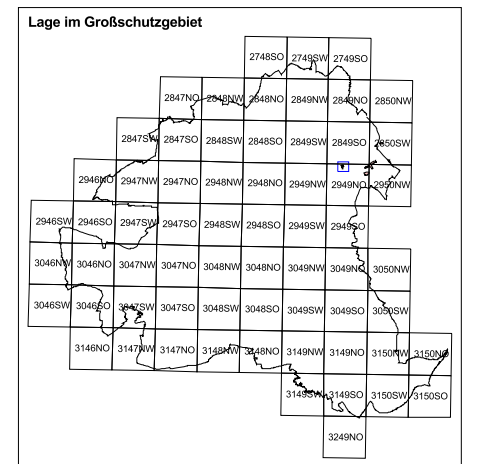 Lage im Großschutzgebiet
2748SO 2749SW 2749SO
2847NO 2848NW 2848NO 2849NW 2849NO 2850NW
2847SW 2847SO 2848SW 2848SO 2849SW 2849SO 2850SW
2946NO 2947NW 2947NO 2948NW 2948NO 2949NW 2949NO 2950NW
2946SW 2946SO 2947SW 2947SO 2948SW 2948SO 2949SW 2949SO
3046NW 3046NO 3047NW 3047NO 3048NW 3048NO 3049NW 3049NO 3050NW
3046SW 3046SO 3047SW 3047SO 3048SW 3048SO 3049SW 3049SO 3050SW
3146NO 3147NW 3147NO 3148NW 3148NO 3149NW 3149NO 3150NW 3150NO
3149SW 3149SO 3150SW 3150SO
3249NO